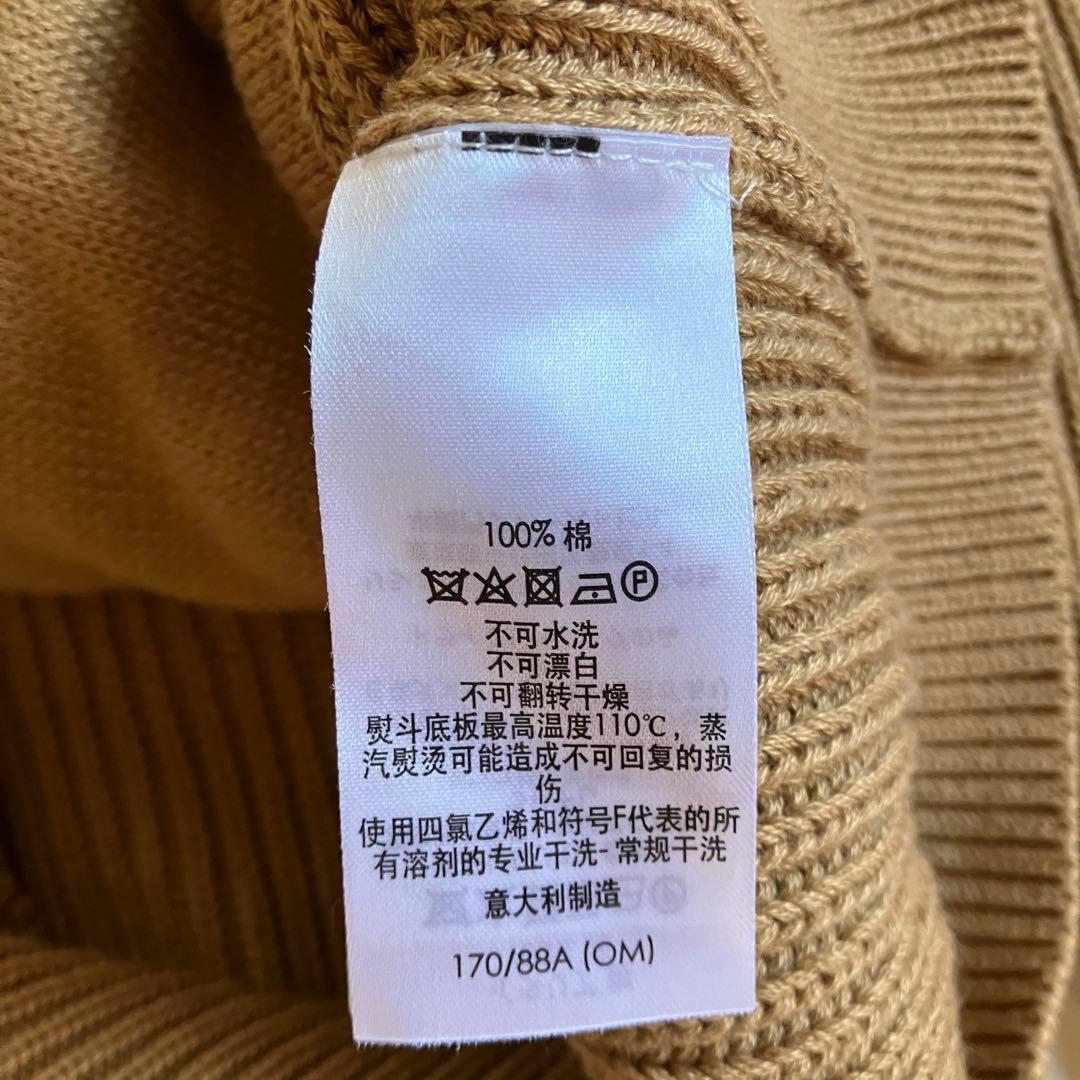 100% 棉
P
不可水洗
不可漂白
不可翻转干燥
熨斗底板最高温度110℃，蒸
汽熨烫可能造成不可回复的损
伤
使用四氯乙烯和符号F代表的所
有溶剂的专业干洗-常规干洗
意大利制造
170/88A (OM)